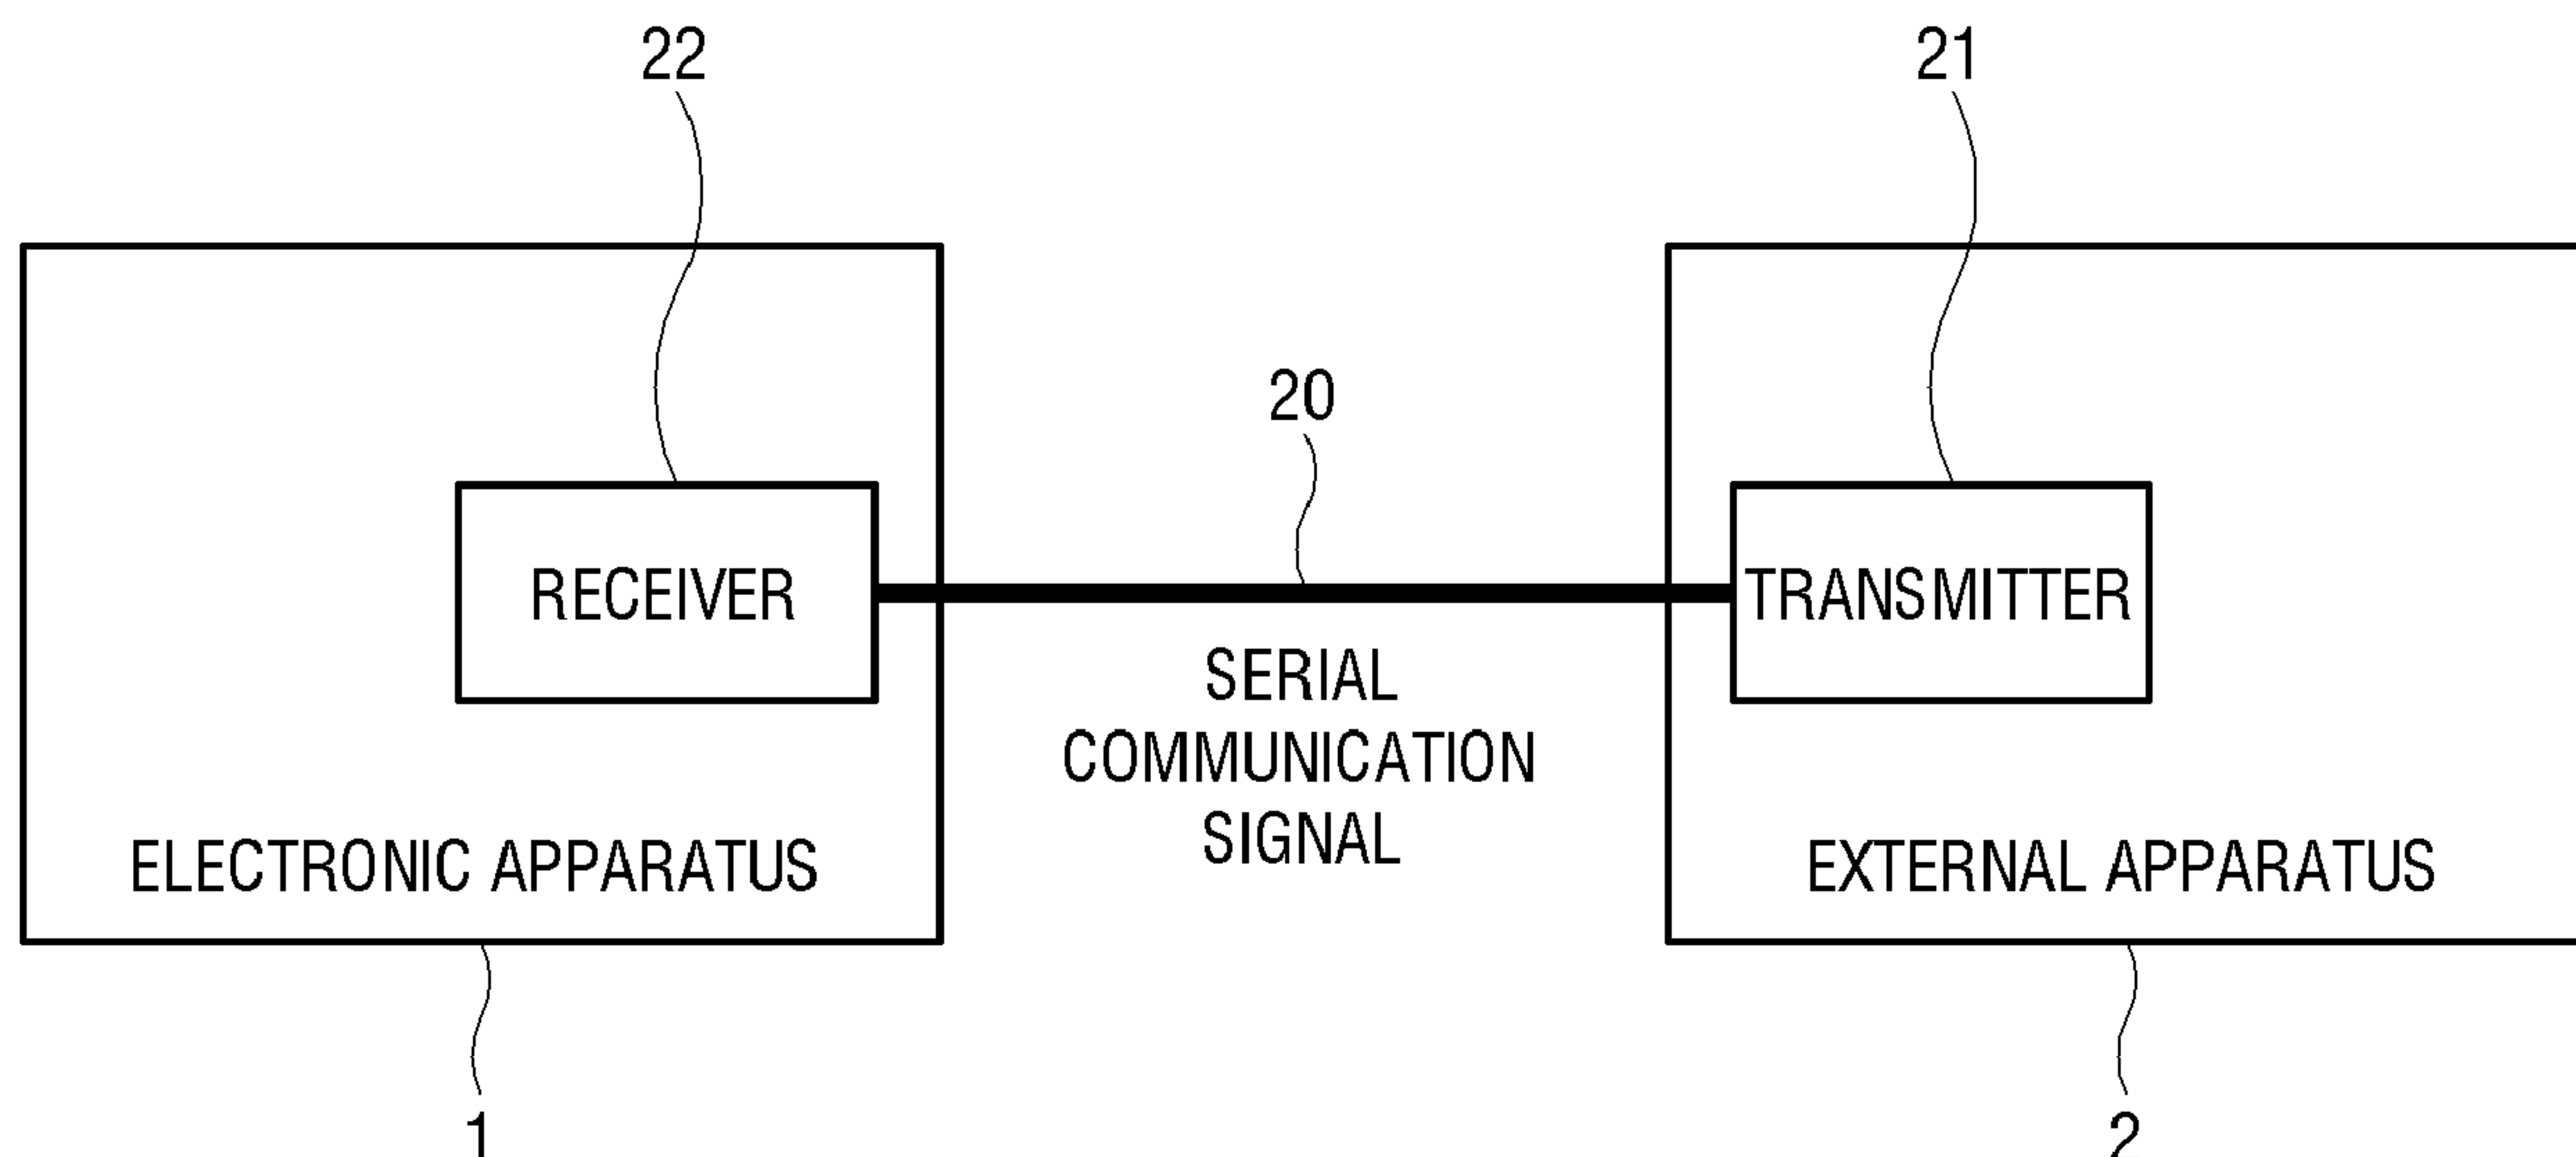 22
21
20
RECEIVER
TRANSMITTER
SERIAL
COMMUNICATION
SIGNAL
ELECTRONIC APPARATUS
EXTERNAL APPARATUS
1
2